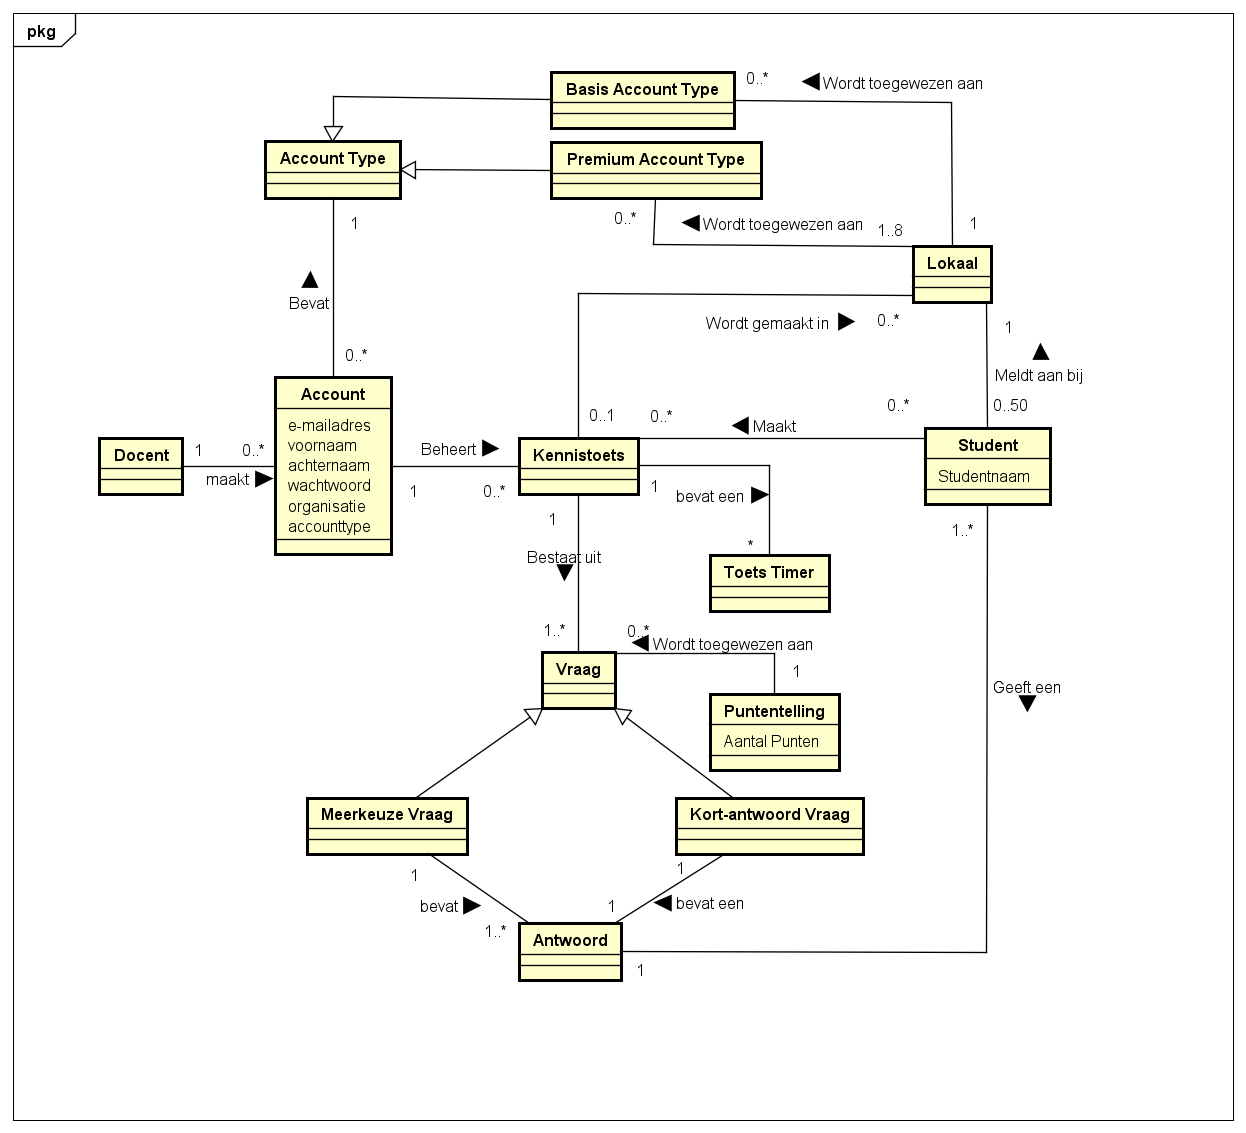 pkg
Basis Account Type
0..*
Wordt toegewezen aan
Account Type
Premium Account Type
1
0..*
Wordt toegewezen aan
1..8
1
Lokaal
Bevat
Wordt gemaakt in
0..*
1
0..*
Meldt aan bij
Account
e-mailadres
voornaam
achternaam
wachtwoord
organisatie
accounttype
0..1
0..*
Maakt
0..*
0..50
Docent
1
0..*
maakt
Beheert
1
0..*
Kennistoets
Student
Studentnaam
1
bevat een
*
1
Bestaat uit
1..*
Toets Timer
1..*
0..*
Wordt toegewezen aan
1
Vraag
Geeft een
Puntentelling
Aantal Punten
Meerkeuze Vraag
Kort-antwoord Vraag
1
1
bevat
1
bevat een
1..*
Antwoord
1